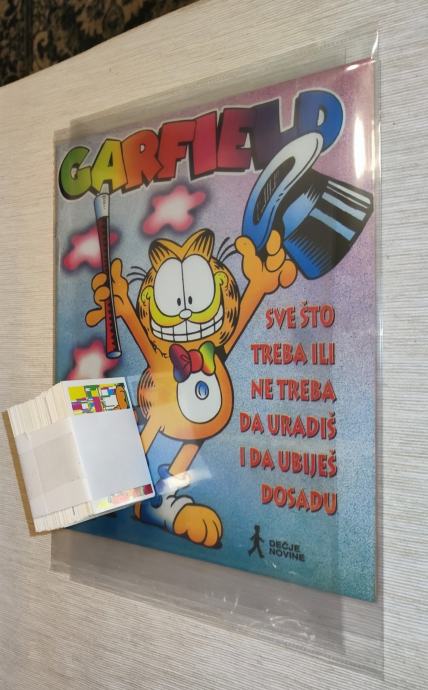 GARFIELD
SVE ŠTO
TREBA ILI
NE TREBA
DA URADIŠ
I DA UBIJEŠ
DOSADU
DEČJE
NOVINE